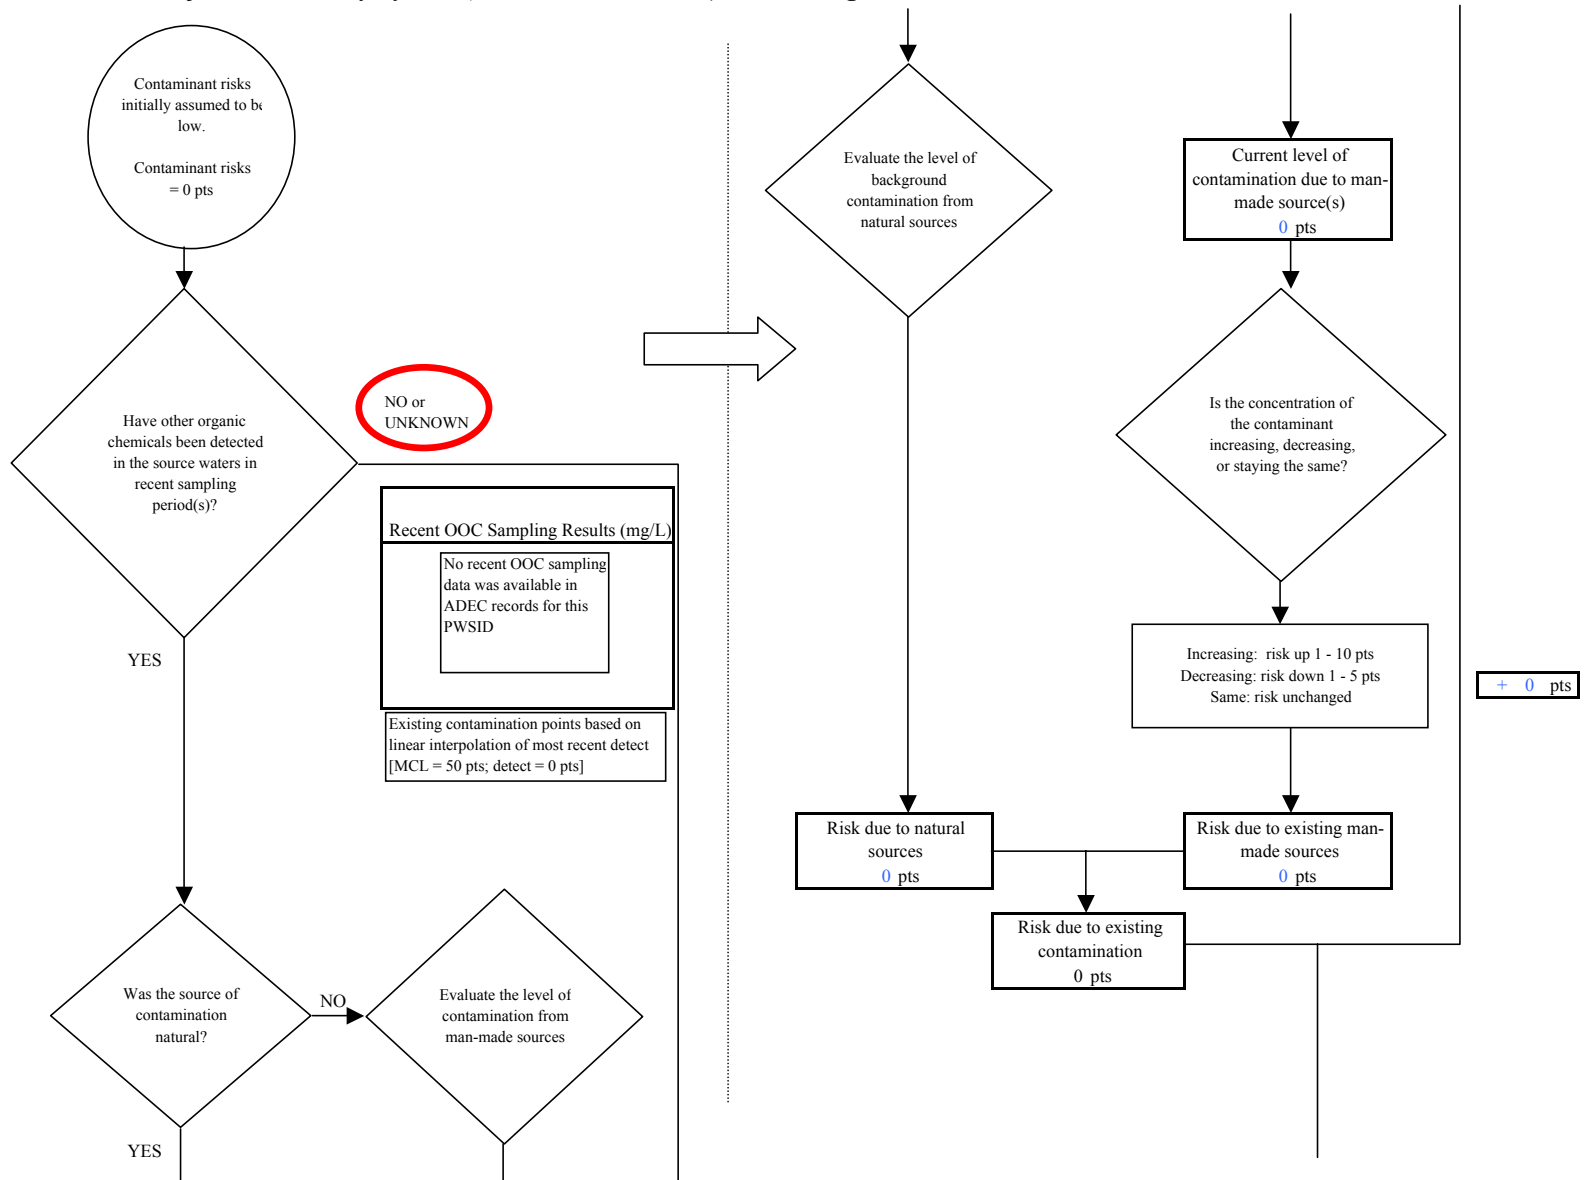 Contaminant risks
initially assumed to be
low.
Contaminant risks
= 0 pts
Have other organic
chemicals been detected
in the source waters in
recent sampling
period(s)?
NO or
UNKNOWN
Recent OOC Sampling Results (mg/L)
No recent OOC sampling
data was available in
ADEC records for this
PWSID
Existing contamination points based on
linear interpolation of most recent detect
[MCL = 50 pts; detect = 0 pts]
YES
Was the source of
contamination
natural?
NO
Evaluate the level of
contamination from
man-made sources
YES
Evaluate the level of
background
contamination from
natural sources
Current level of
contamination due to man-
made source(s)
0 pts
Is the concentration of
the contaminant
increasing, decreasing,
or staying the same?
Increasing: risk up 1 - 10 pts
Decreasing: risk down 1 - 5 pts
Same: risk unchanged
+ 0 pts
Risk due to natural
sources
0 pts
Risk due to existing man-
made sources
0 pts
Risk due to existing
contamination
0 pts